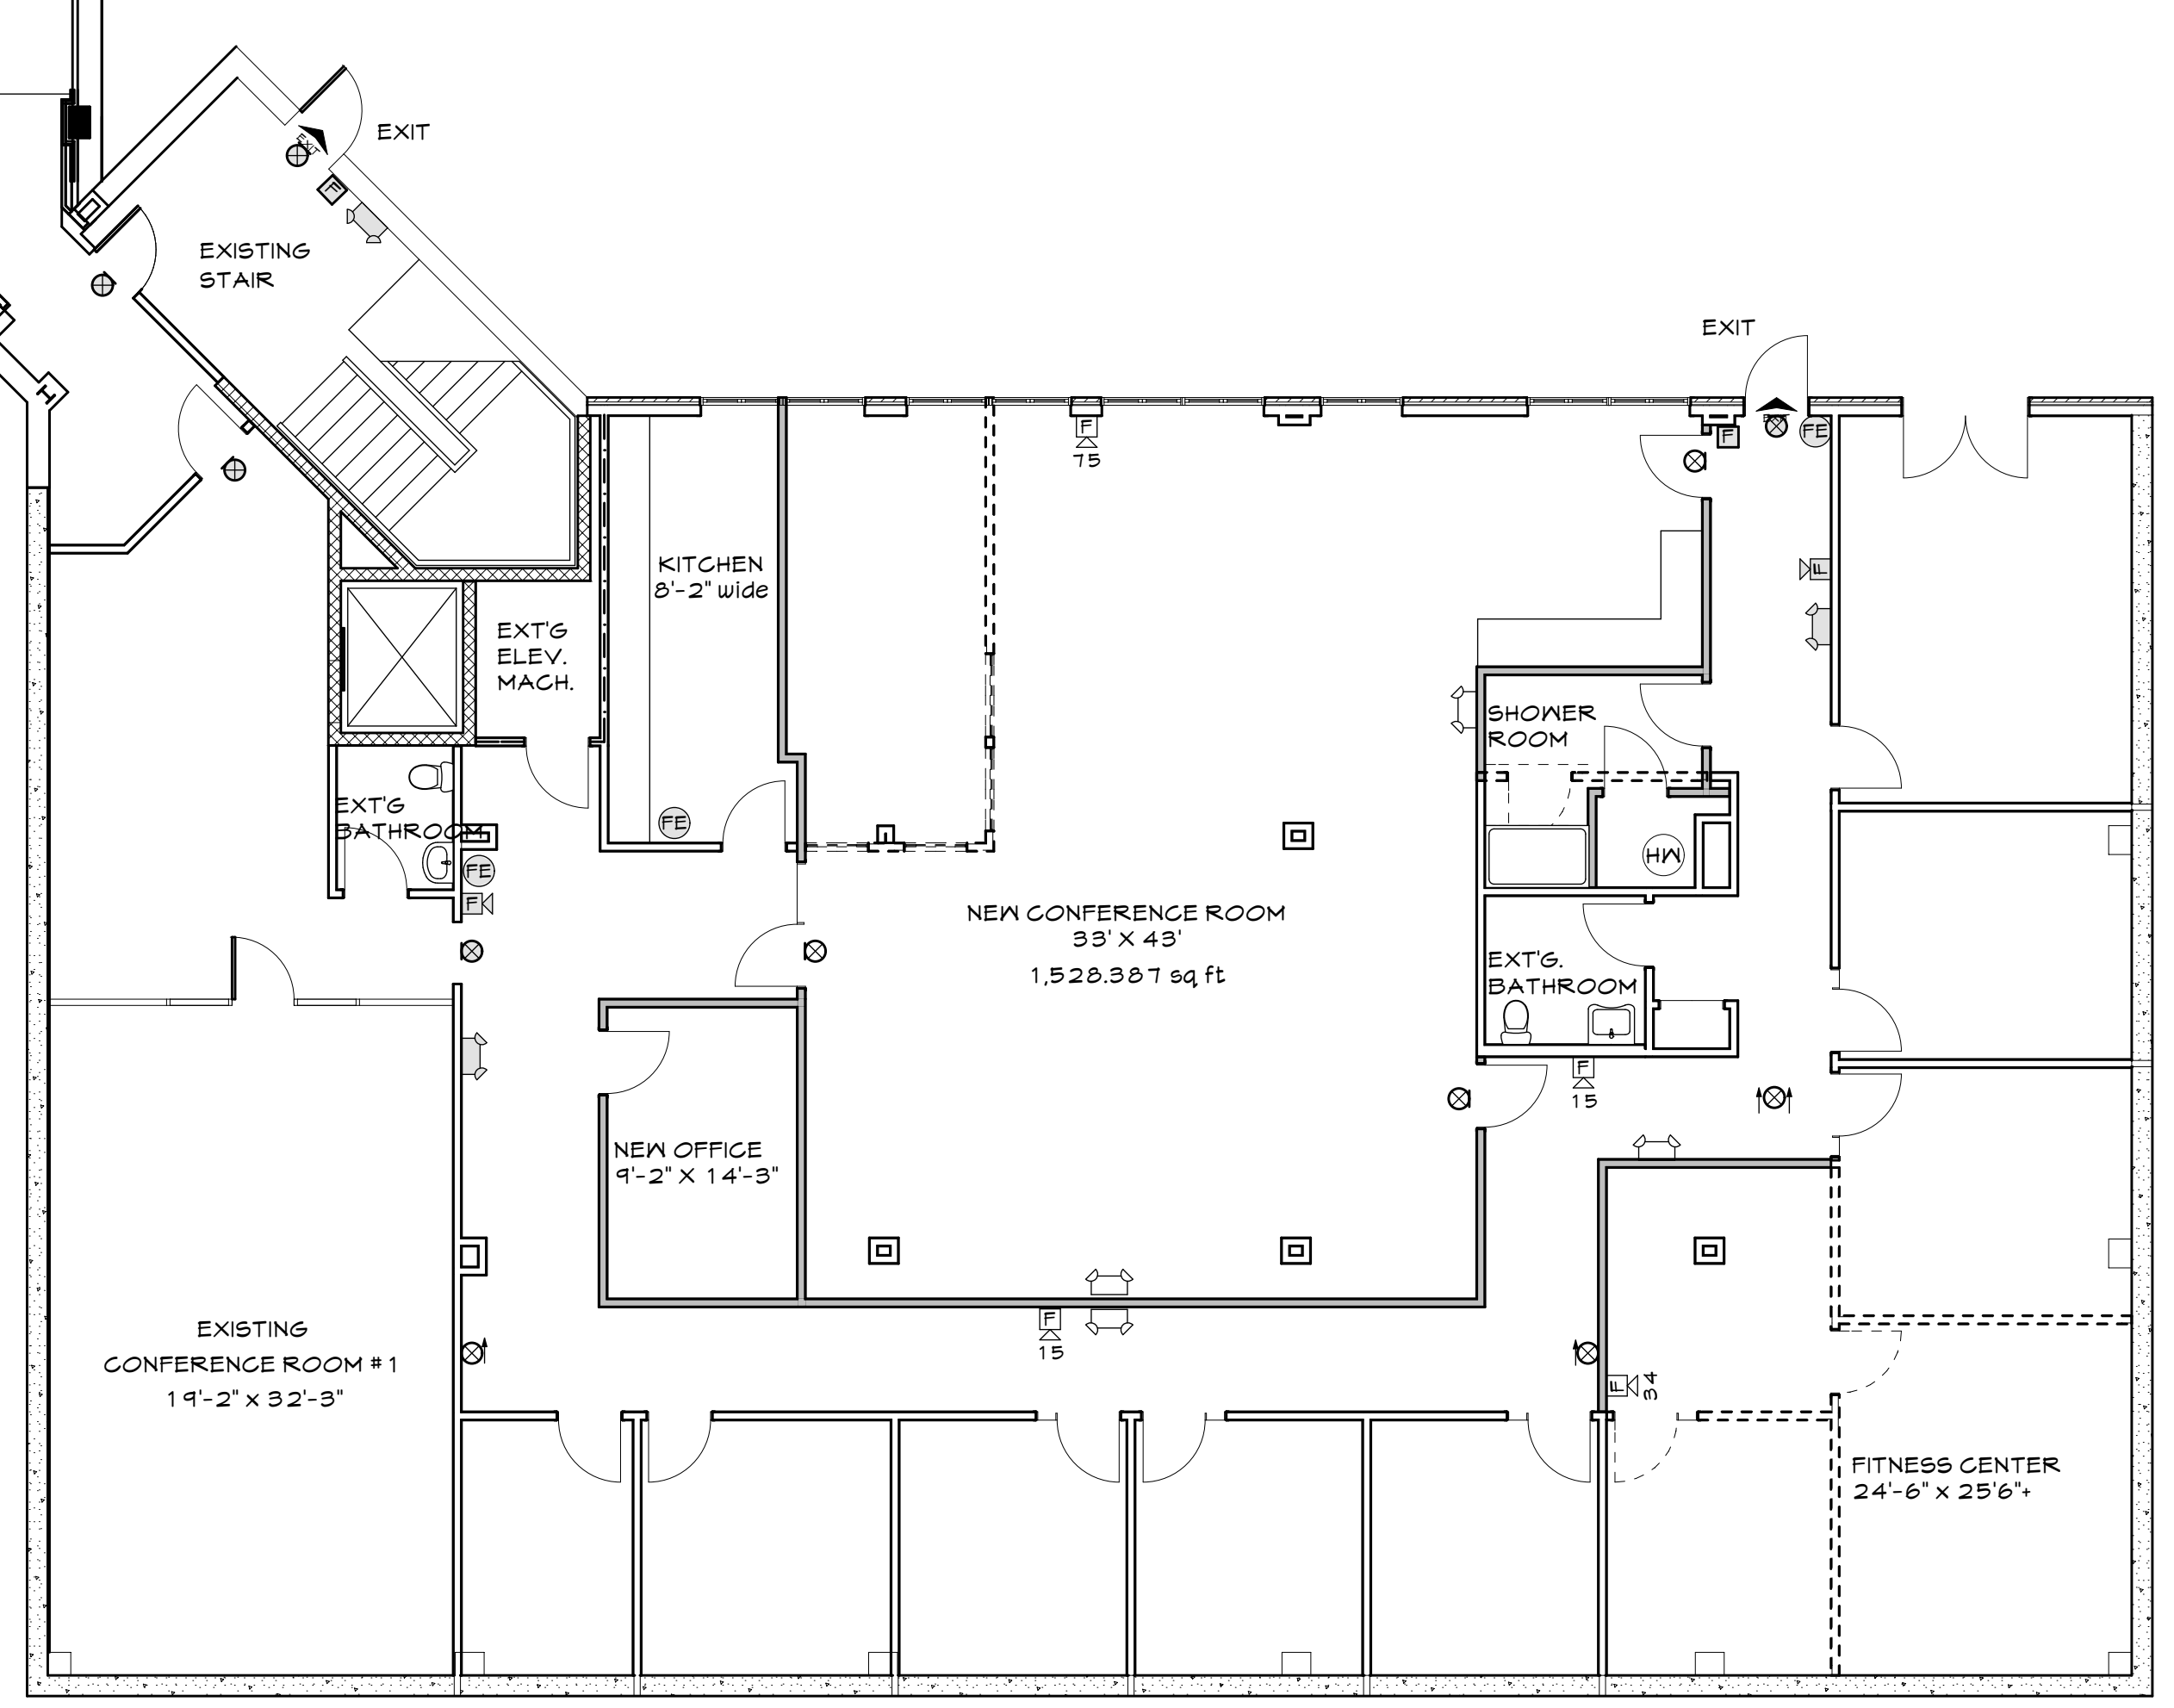 EXIT
EXIT
F
EXISTING
STAIR
EXIT
F
75
F
EXIT
FE
KITCHEN
8'-2" wide
F
EXT'G
ELEV.
MACH.
SHOWER
ROOM
EXT'G
BATHROOM
FE
FE
F
HW
NEW CONFERENCE ROOM
33' X 43'
1,528.387 sq ft
EXT'G.
BATHROOM
F
15
NEW OFFICE
9'-2" X 14'-3"
EXISTING
CONFERENCE ROOM #1
19'-2" x 32'-3"
F
15
F
34
FITNESS CENTER
24'-6" x 25'6"+